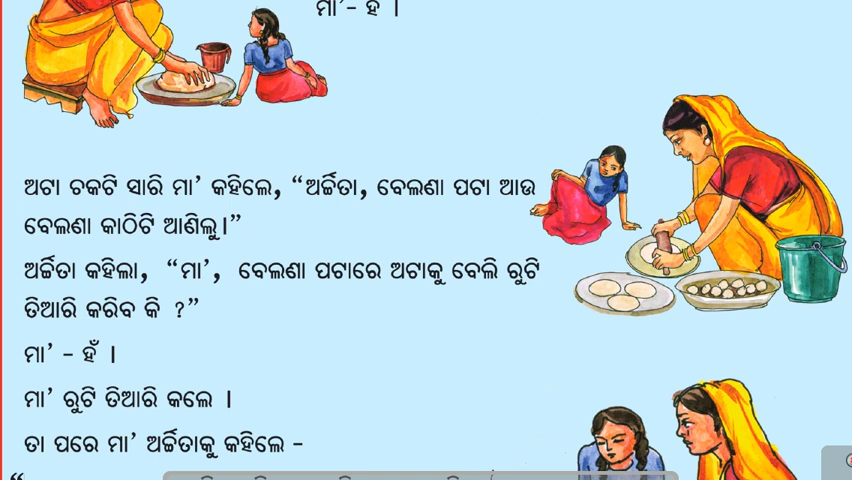 ମା’- ହଁ ।
ଅଟା ଚକଟି ସାରି ମା’ କହିଲେ, “ଅର୍ଚ୍ଚିତା, ବେଲଣା ପଟା ଆଉ
ବେଲଣା କାଠିଟି ଆଣିଲୁ।”
ଅର୍ଚ୍ଚିତା କହିଲା, “ମା’, ବେଲଣା ପଟାରେ ଅଟାକୁ ବେଲି ରୁଟି
ତିଆରି କରିବ କି ?”
ମା’ - ହଁ ।
ମା’ ରୁଟି ତିଆରି କଲେ ।
ତା ପରେ ମା’ ଅର୍ଚ୍ଚିତାକୁ କହିଲେ -
“